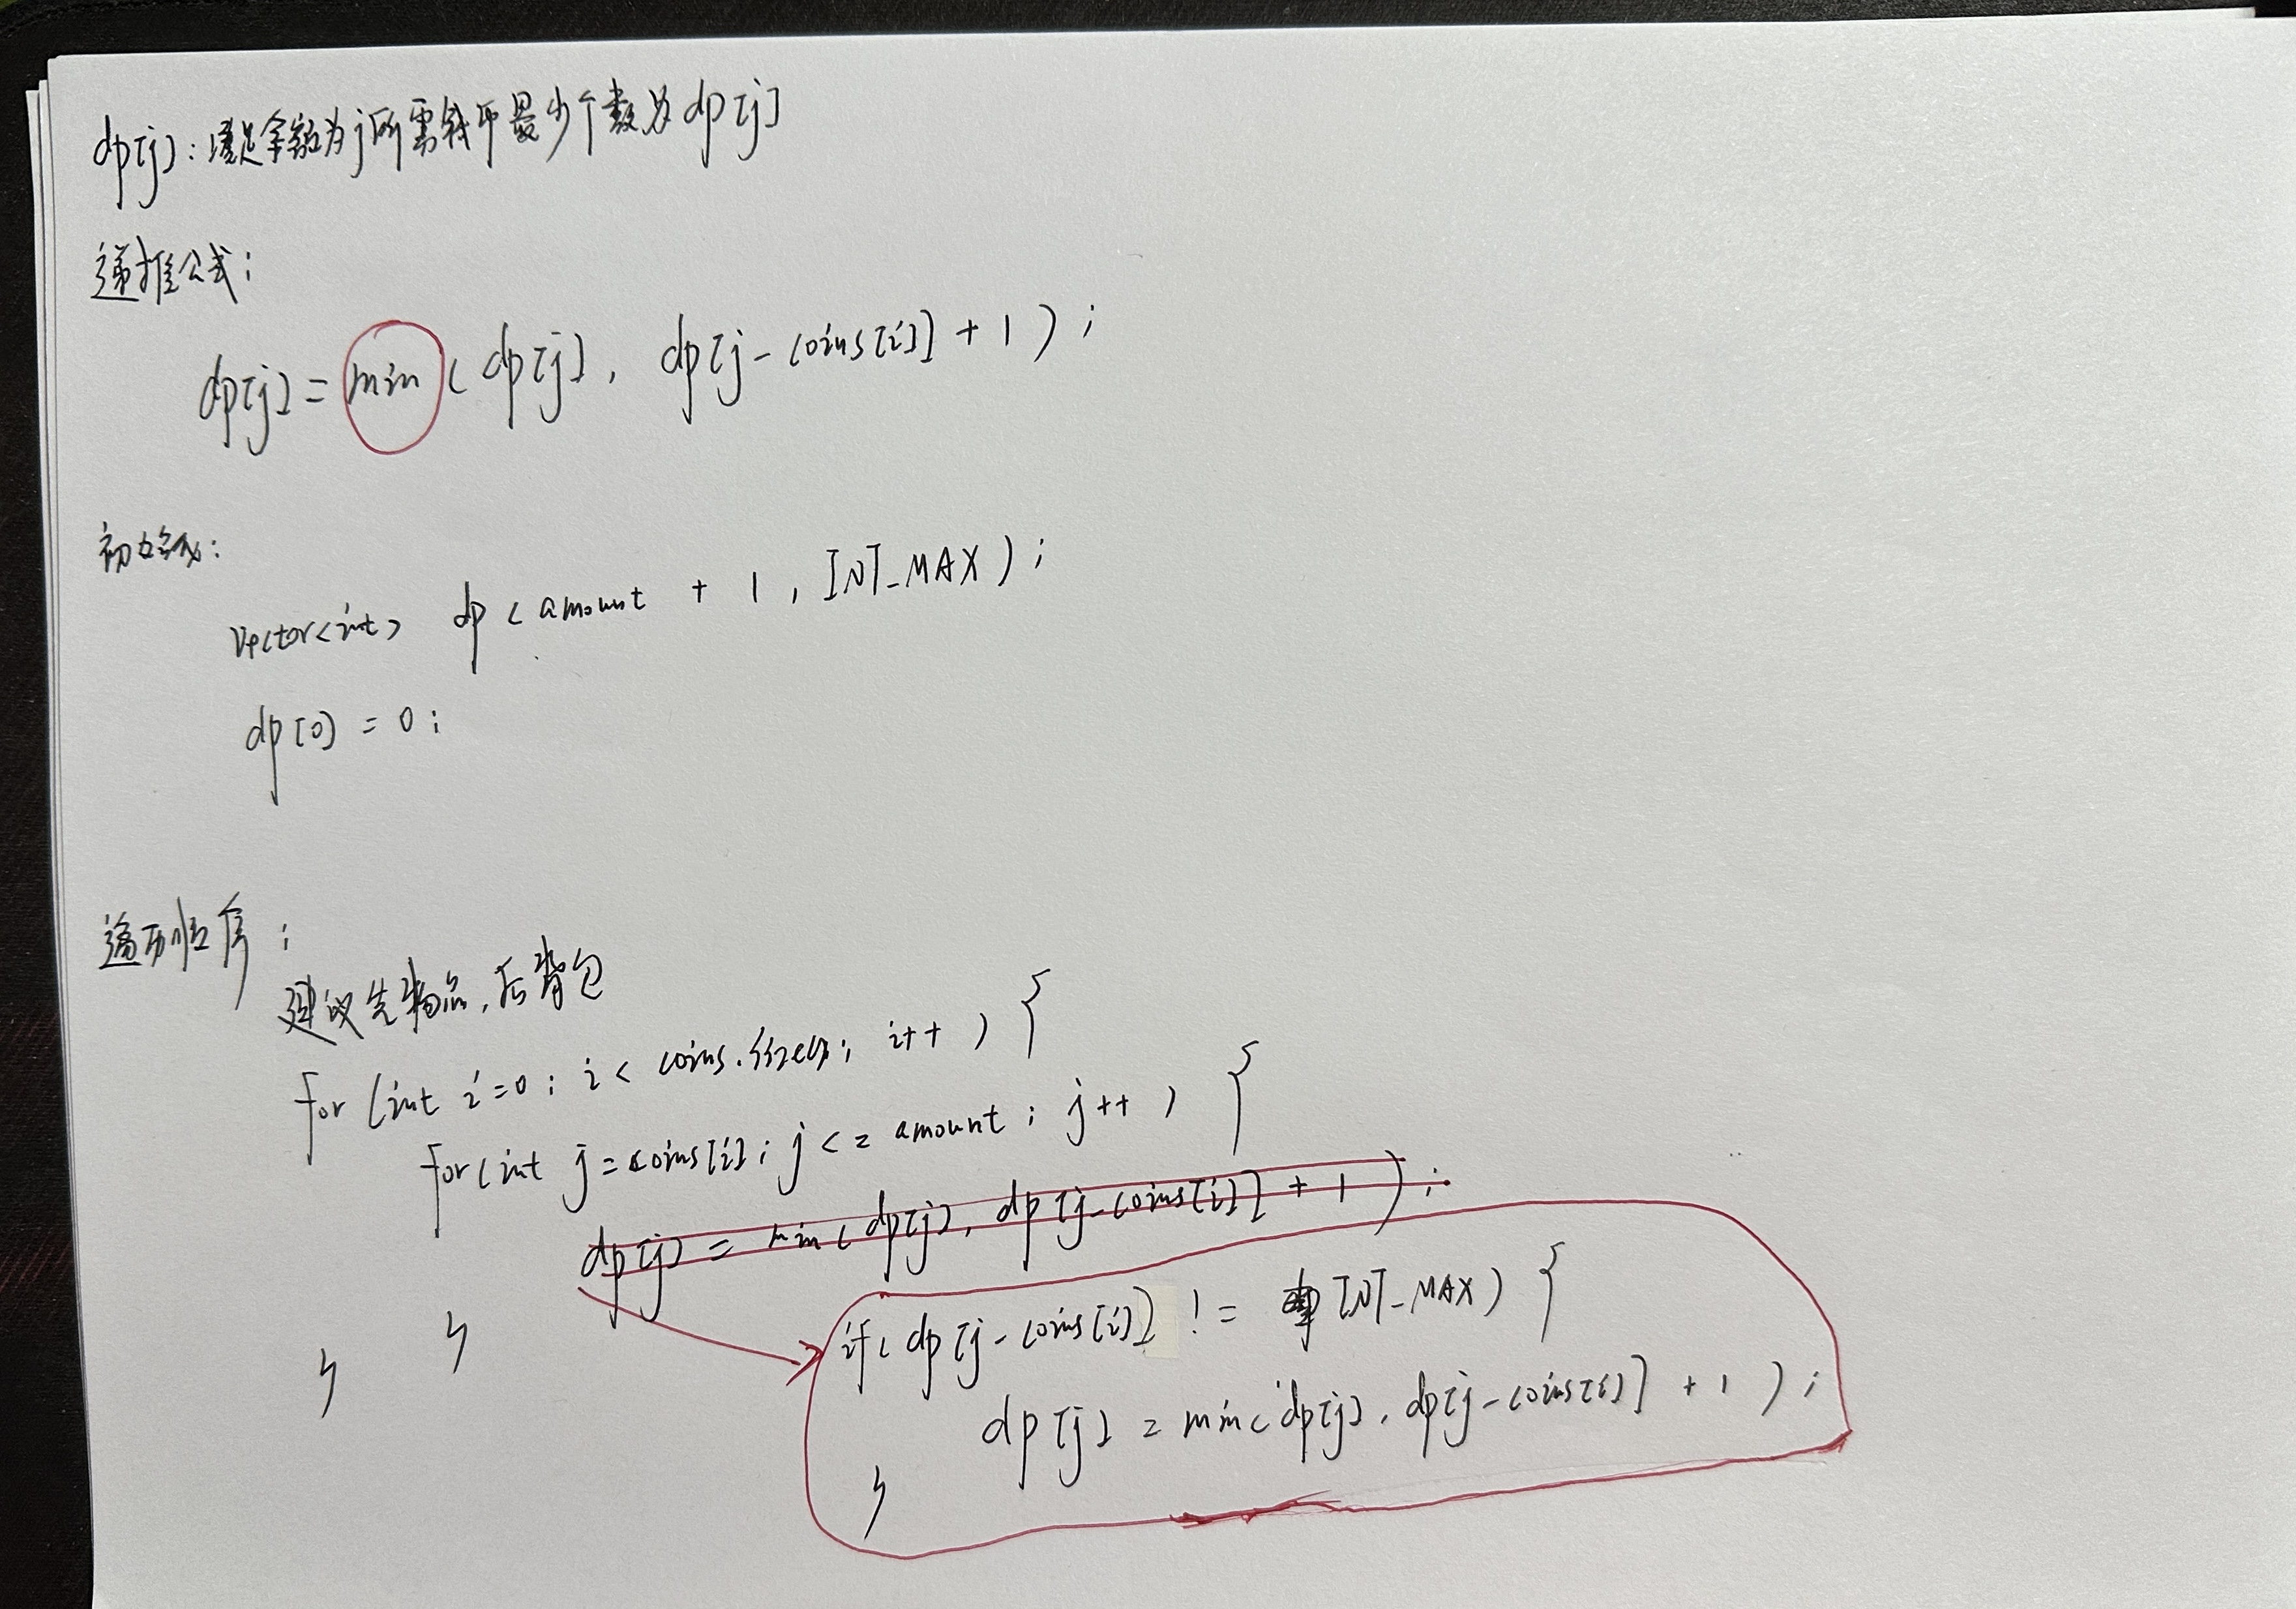 dp[j]：满足金额为j所需钱币最少个数为dp[j]
递推公式：
dp[j] = min ( dp[j] , dp[j - coins[i]] + 1 ) ;
初始化：
vector<int> dp ( amount + 1 , INT_MAX ) ;
dp[0] = 0 ;
遍历顺序：
建议先物品，后背包
for (int i = 0 ; i < coins.size() ; i++ ) {
for (int j = coins[i] ; j <= amount ; j++ ) {
dp[j] = min ( dp[j] , dp[j - coins[i]] + 1 ) ;
if ( dp[j - coins[i]] != INT_MAX ) {
}
dp[j] = min ( dp[j] , dp[j - coins[i]] + 1 ) ;
}
}